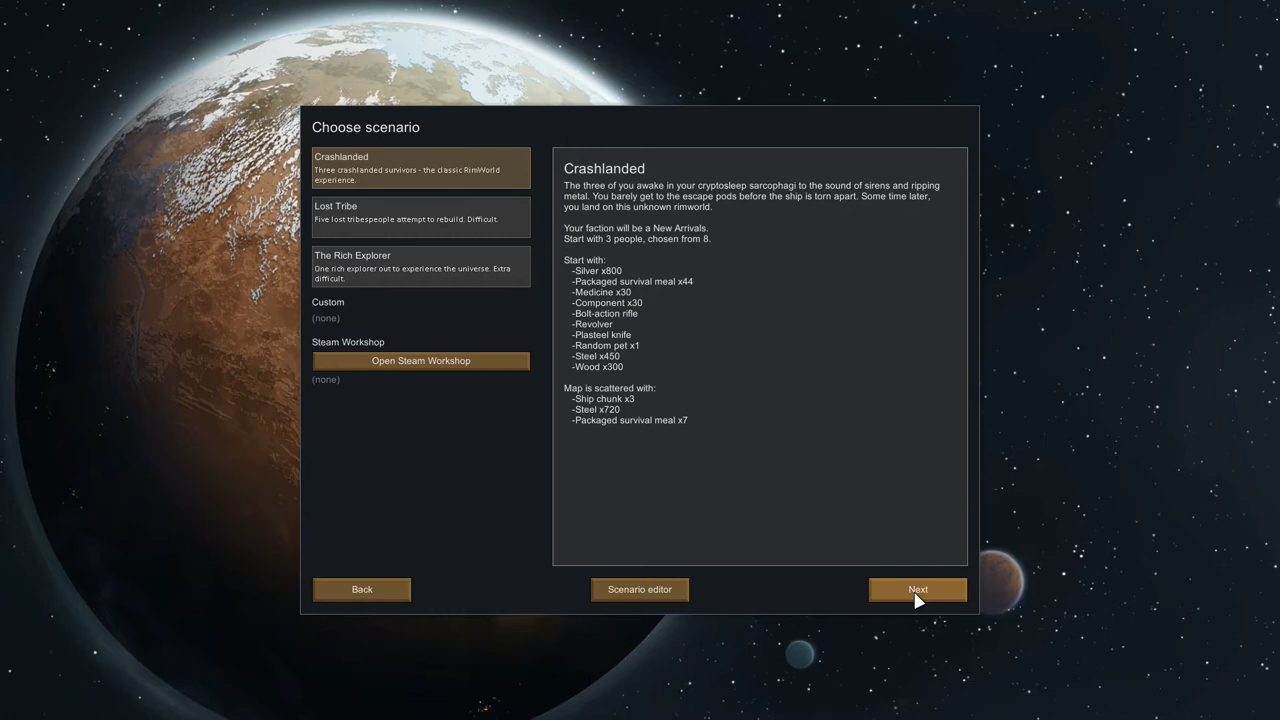 Choose scenario
Crashlanded
Three crashlanded survivors - the classic RimWorld
experience.
Lost Tribe
Five lost tribespeople attempt to rebuild. Difficult.
The Rich Explorer
One rich explorer out to experience the universe. Extra
difficult.
Custom
(none)
Steam Workshop
Open Steam Workshop
(none)
Crashlanded
The three of you awake in your cryptosleep sarcophagi to the sound of sirens and ripping
metal. You barely get to the escape pods before the ship is torn apart. Some time later,
you land on this unknown rimworld.
Your faction will be a New Arrivals.
Start with 3 people, chosen from 8.
Start with:
-Silver x800
-Packaged survival meal x44
-Medicine x30
-Component x30
-Bolt-action rifle
-Revolver
-Plasteel knife
-Random pet x1
-Steel x450
-Wood x300
Map is scattered with:
-Ship chunk x3
-Steel x720
-Packaged survival meal x7
Back
Scenario editor
Next